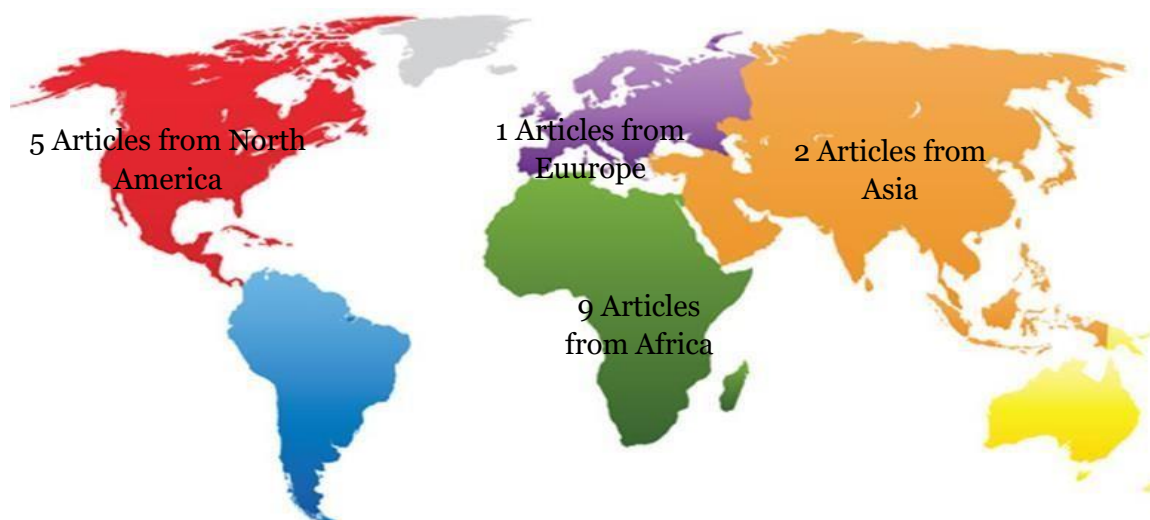 5 Articles from North
America
1 Articles from
Euurope
2 Articles from
Asia
9 Articles
from Africa